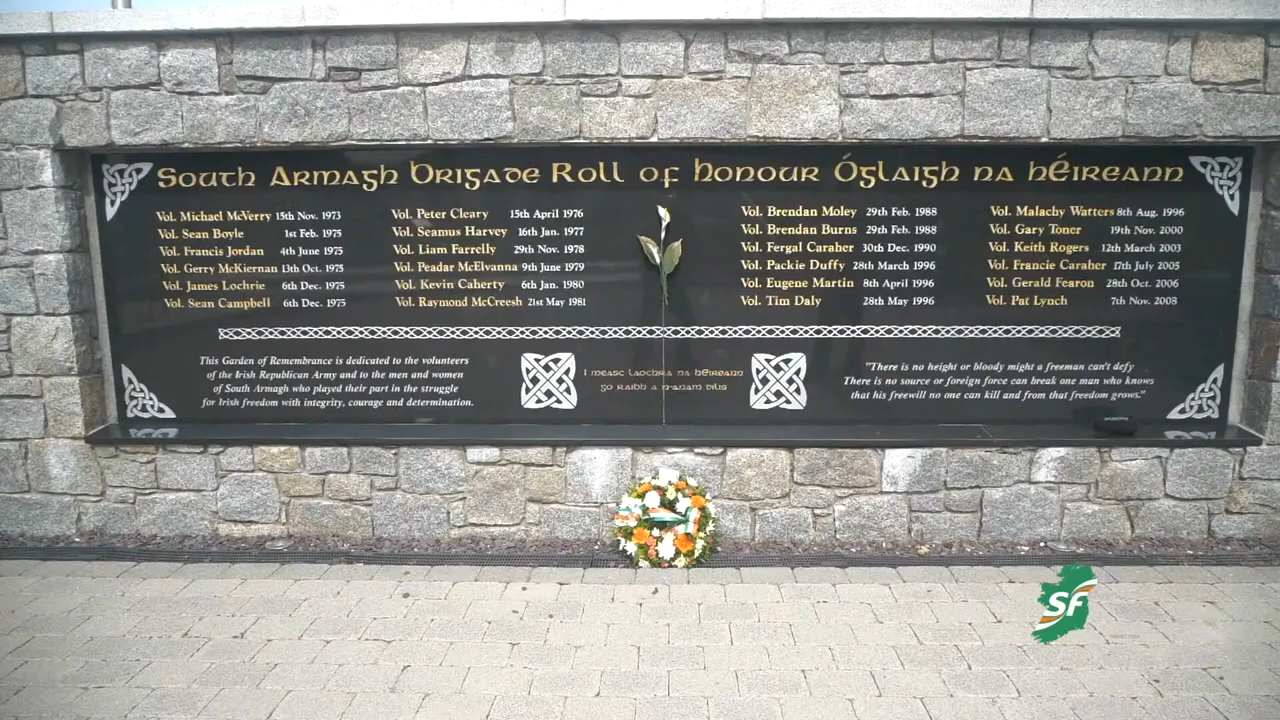 South Armagh Brigade Roll of honour Óglaigh na hÉireann
Vol. Michael McVerry 15th Nov. 1973
Vol. Sean Boyle 1st Feb. 1975
Vol. Francis Jordan 4th June 1975
Vol. Gerry McKiernan 13th Oct. 1975
Vol. James Lochrie 6th Dec. 1975
Vol. Sean Campbell 6th Dec. 1975
Vol. Peter Cleary 15th April 1976
Vol. Seamus Harvey 16th Jan. 1977
Vol. Liam Farrelly 29th Nov. 1978
Vol. Peadar McElvanna 9th June 1979
Vol. Kevin Caherty 6th Jan. 1980
Vol. Raymond McCreesh 21st May 1981
Vol. Brendan Moley 29th Feb. 1988
Vol. Brendan Burns 29th Feb. 1988
Vol. Fergal Caraher 30th Dec. 1990
Vol. Packie Duffy 28th March 1996
Vol. Eugene Martin 8th April 1996
Vol. Tim Daly 28th May 1996
Vol. Malachy Watters 8th Aug. 1996
Vol. Gary Toner 19th Nov. 2000
Vol. Keith Rogers 12th March 2003
Vol. Francie Caraher 17th July 2005
Vol. Gerald Fearon 28th Oct. 2006
Vol. Pat Lynch 7th Nov. 2008
This Garden of Remembrance is dedicated to the volunteers
of the Irish Republican Army and to the men and women
of South Armagh who played their part in the struggle
for Irish freedom with integrity, courage and determination.
I measc laochra na hÉireann
go raibh a n-anam dílis
"There is no height or bloody might a freeman can't defy
There is no source or foreign force can break one man who knows
that his freewill no one can kill and from that freedom grows."
SF